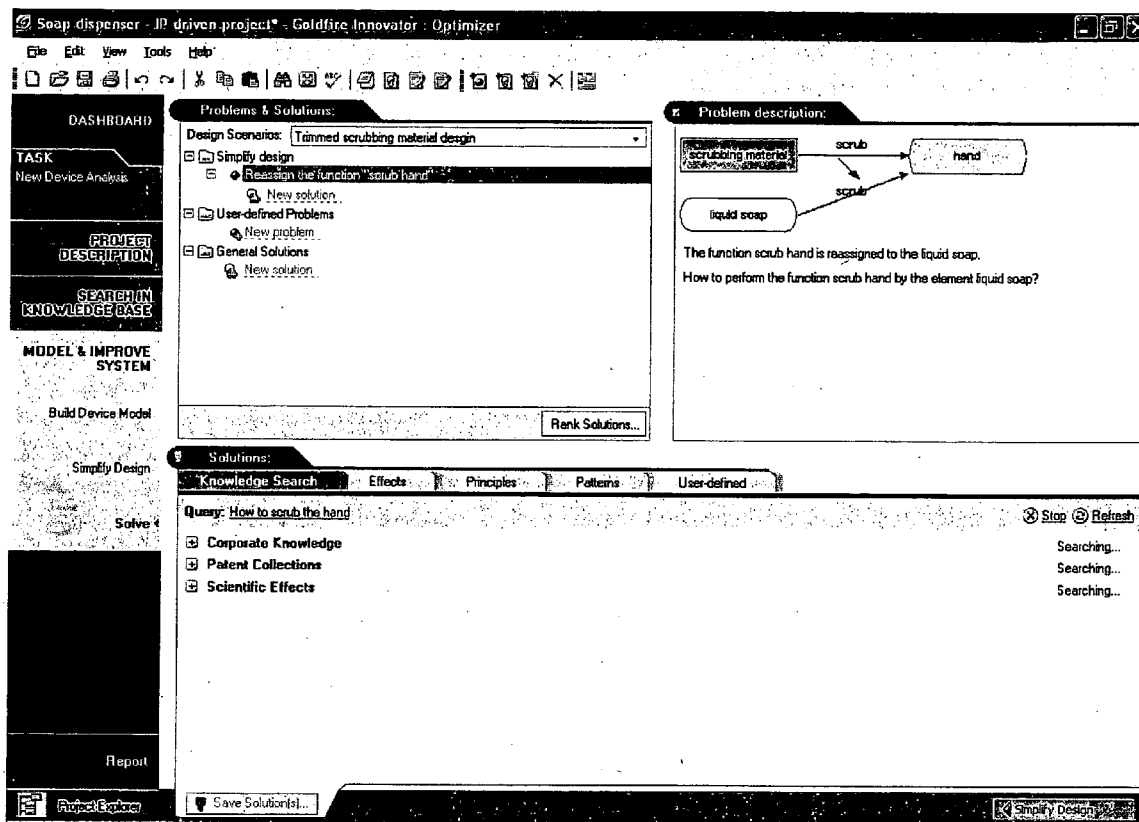 Soap dispenser - JP driven.project* - Goldfire Innovator : Optimizer
File Edit View Tools Help
DASHBOARD
TASK
New Device Analysis
PROJECT
DESCRIPTION
SEARCH IN
KNOWLEDGE BASE
MODEL & IMPROVE
SYSTEM
Build Device Model
Simplify Design
Solve
Report
Project Explorer
Problems & Solutions:
Design Scenarios: Trimmed scrubbing material desgin
Simplify design
Reassign the function "scrub hand"
New solution
User-defined Problems
New problem
General Solutions
New solution
Rank Solutions...
Problem description:
scrubbing material
scrub
hand
scrub
liquid soap
The function scrub hand is reassigned to the liquid soap.
How to perform the function scrub hand by the element liquid soap?
Solutions:
Knowledge Search Effects Principles Patterns User-defined
Query: How to scrub the hand Stop Refresh
Corporate Knowledge Searching...
Patent Collections Searching...
Scientific Effects Searching...
Save Solution(s)... Simplify Design